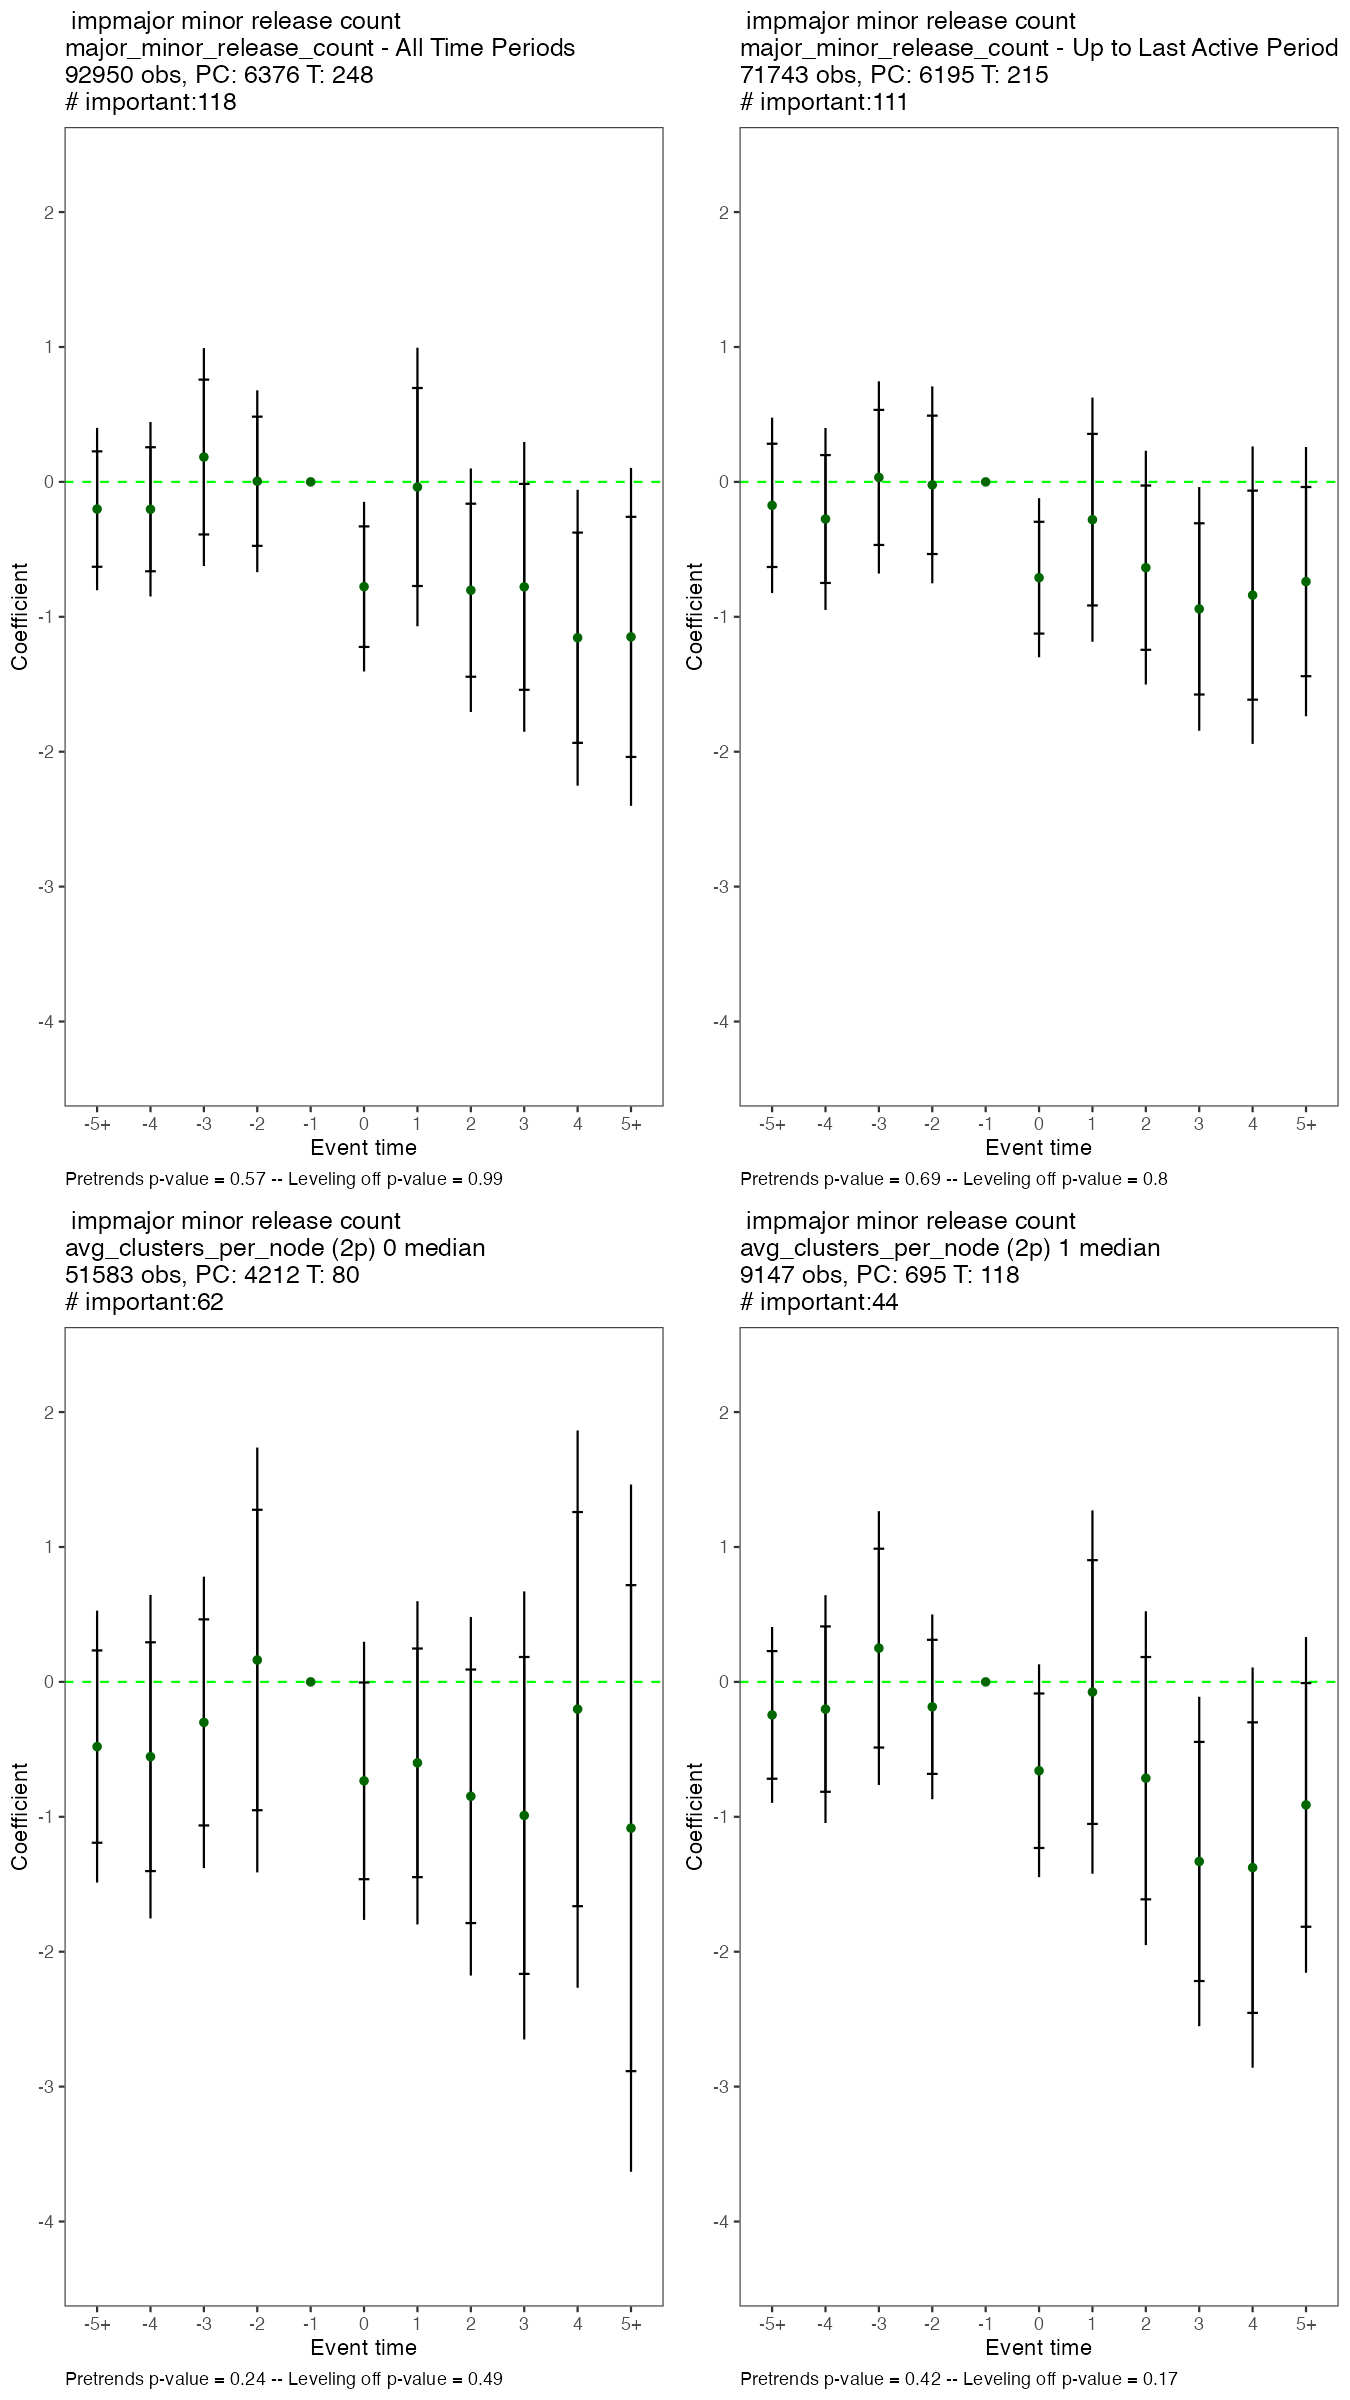 impmajor minor release count
major_minor_release_count - All Time Periods
92950 obs, PC: 6376 T: 248
# important:118
2
1
0
-1
-2
-3
-4
Coefficient
-5+ -4 -3 -2 -1 0 1 2 3 4 5+
Event time
Pretrends p-value = 0.57 -- Leveling off p-value = 0.99
impmajor minor release count
major_minor_release_count - Up to Last Active Period
71743 obs, PC: 6195 T: 215
# important:111
2
1
0
-1
-2
-3
-4
Coefficient
-5+ -4 -3 -2 -1 0 1 2 3 4 5+
Event time
Pretrends p-value = 0.69 -- Leveling off p-value = 0.8
impmajor minor release count
avg_clusters_per_node (2p) 0 median
51583 obs, PC: 4212 T: 80
# important:62
2
1
0
-1
-2
-3
-4
Coefficient
-5+ -4 -3 -2 -1 0 1 2 3 4 5+
Event time
Pretrends p-value = 0.24 -- Leveling off p-value = 0.49
impmajor minor release count
avg_clusters_per_node (2p) 1 median
9147 obs, PC: 695 T: 118
# important:44
2
1
0
-1
-2
-3
-4
Coefficient
-5+ -4 -3 -2 -1 0 1 2 3 4 5+
Event time
Pretrends p-value = 0.42 -- Leveling off p-value = 0.17